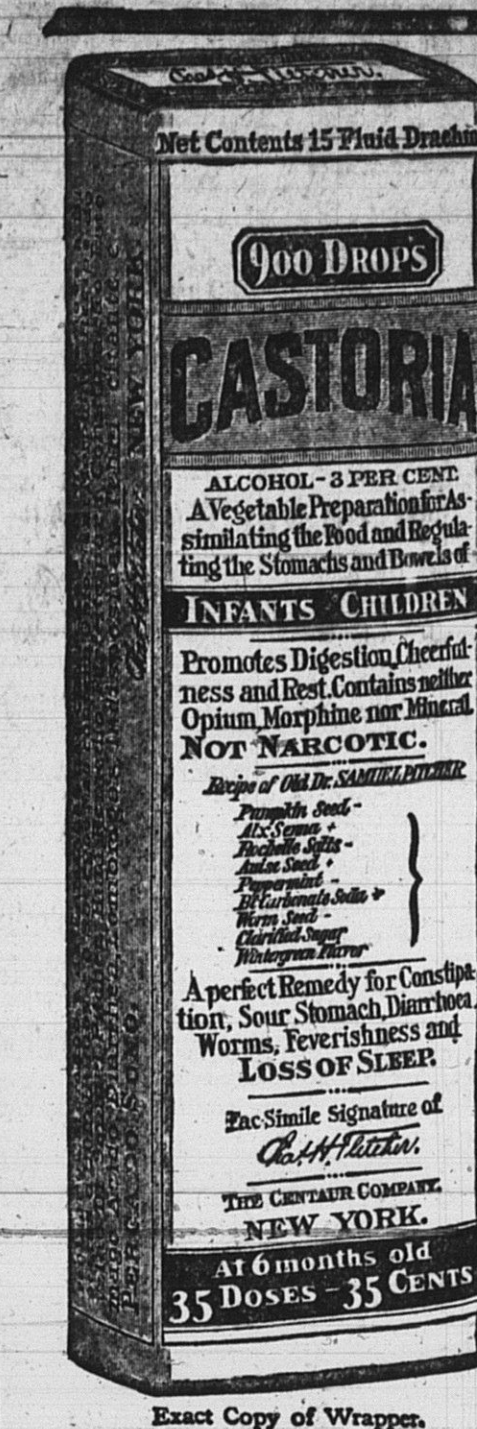 Chas. H. Fletcher.
Net Contents 15 Fluid Drachm
900 DROPS
CASTORIA
ALCOHOL-3 PER CENT.
A Vegetable Preparation for As-
similating the Food and Regula-
ting the Stomachs and Bowels of
INFANTS CHILDREN
Promotes Digestion, Cheerful-
ness and Rest. Contains neither
Opium, Morphine nor Mineral.
NOT NARCOTIC.
Recipe of Old Dr. SAMUEL PITCHER
Pumpkin Seed -
Alx. Senna +
Rochelle Salts -
Anise Seed +
Peppermint -
Bi Carbonate Soda +
Worm Seed -
Clarified Sugar
Wintergreen Flavor
A perfect Remedy for Constipa-
tion, Sour Stomach, Diarrhoea,
Worms, Feverishness and
LOSS OF SLEEP.
Fac-Simile Signature of
Chas. H. Fletcher.
THE CENTAUR COMPANY,
NEW YORK.
At 6 months old
35 DOSES - 35 CENTS
NEW YORK.
Exact Copy of Wrapper.